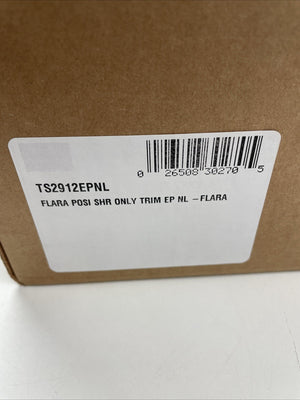 0 26508 30270 5
TS2912EPNL
FLARA POSI SHR ONLY TRIM EP NL –FLARA